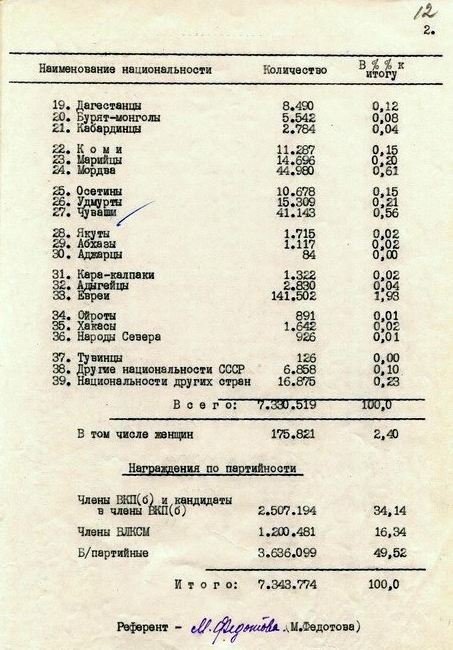 12
2.
Наименование национальности Количество В %% к итогу
19. Дагестанцы 8.490 0,12
20. Бурят-монголы 5.542 0,08
21. Кабардинцы 2.784 0,04
22. К о м и 11.287 0,15
23. Марийцы 14.696 0,20
24. Мордва 44.980 0,61
25. Осетины 10.678 0,15
26. Удмурты 15.309 0,21
27. Чуваши 41.143 0,56
28. Якуты 1.715 0,02
29. Абхазы 1.117 0,02
30. Аджарцы 84 0,00
31. Кара-калпаки 1.322 0,02
32. Адыгейцы 2.830 0,04
33. Евреи 141.502 1,93
34. Ойроты 891 0,01
35. Хакасы 1.642 0,02
36. Народы Севера 926 0,01
37. Тувинцы 126 0,00
38. Другие национальности СССР 6.858 0,10
39. Национальности других стран 16.875 0,23
В с е г о: 7.330.519 100,0
В том числе женщин 175.821 2,40
Награждения по партийности
Члены ВКП(б) и кандидаты
в члены ВКП(б) 2.507.194 34,14
Члены ВЛКСМ 1.200.481 16,34
Б/партийные 3.636.099 49,52
И т о г о: 7.343.774 100,0
Референт - М. Федотова (М.Федотова)